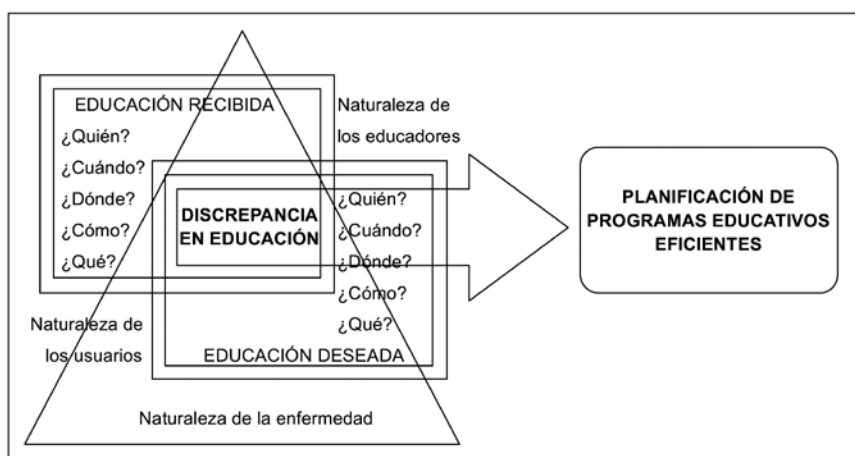 EDUCACIÓN RECIBIDA
¿Quién?
¿Cuándo?
¿Dónde?
¿Cómo?
¿Qué?
Naturaleza de
los educadores
DISCREPANCIA
EN EDUCACIÓN
¿Quién?
¿Cuándo?
¿Dónde?
¿Cómo?
¿Qué?
EDUCACIÓN DESEADA
Naturaleza de
los usuarios
Naturaleza de la enfermedad
PLANIFICACIÓN DE
PROGRAMAS EDUCATIVOS
EFICIENTES